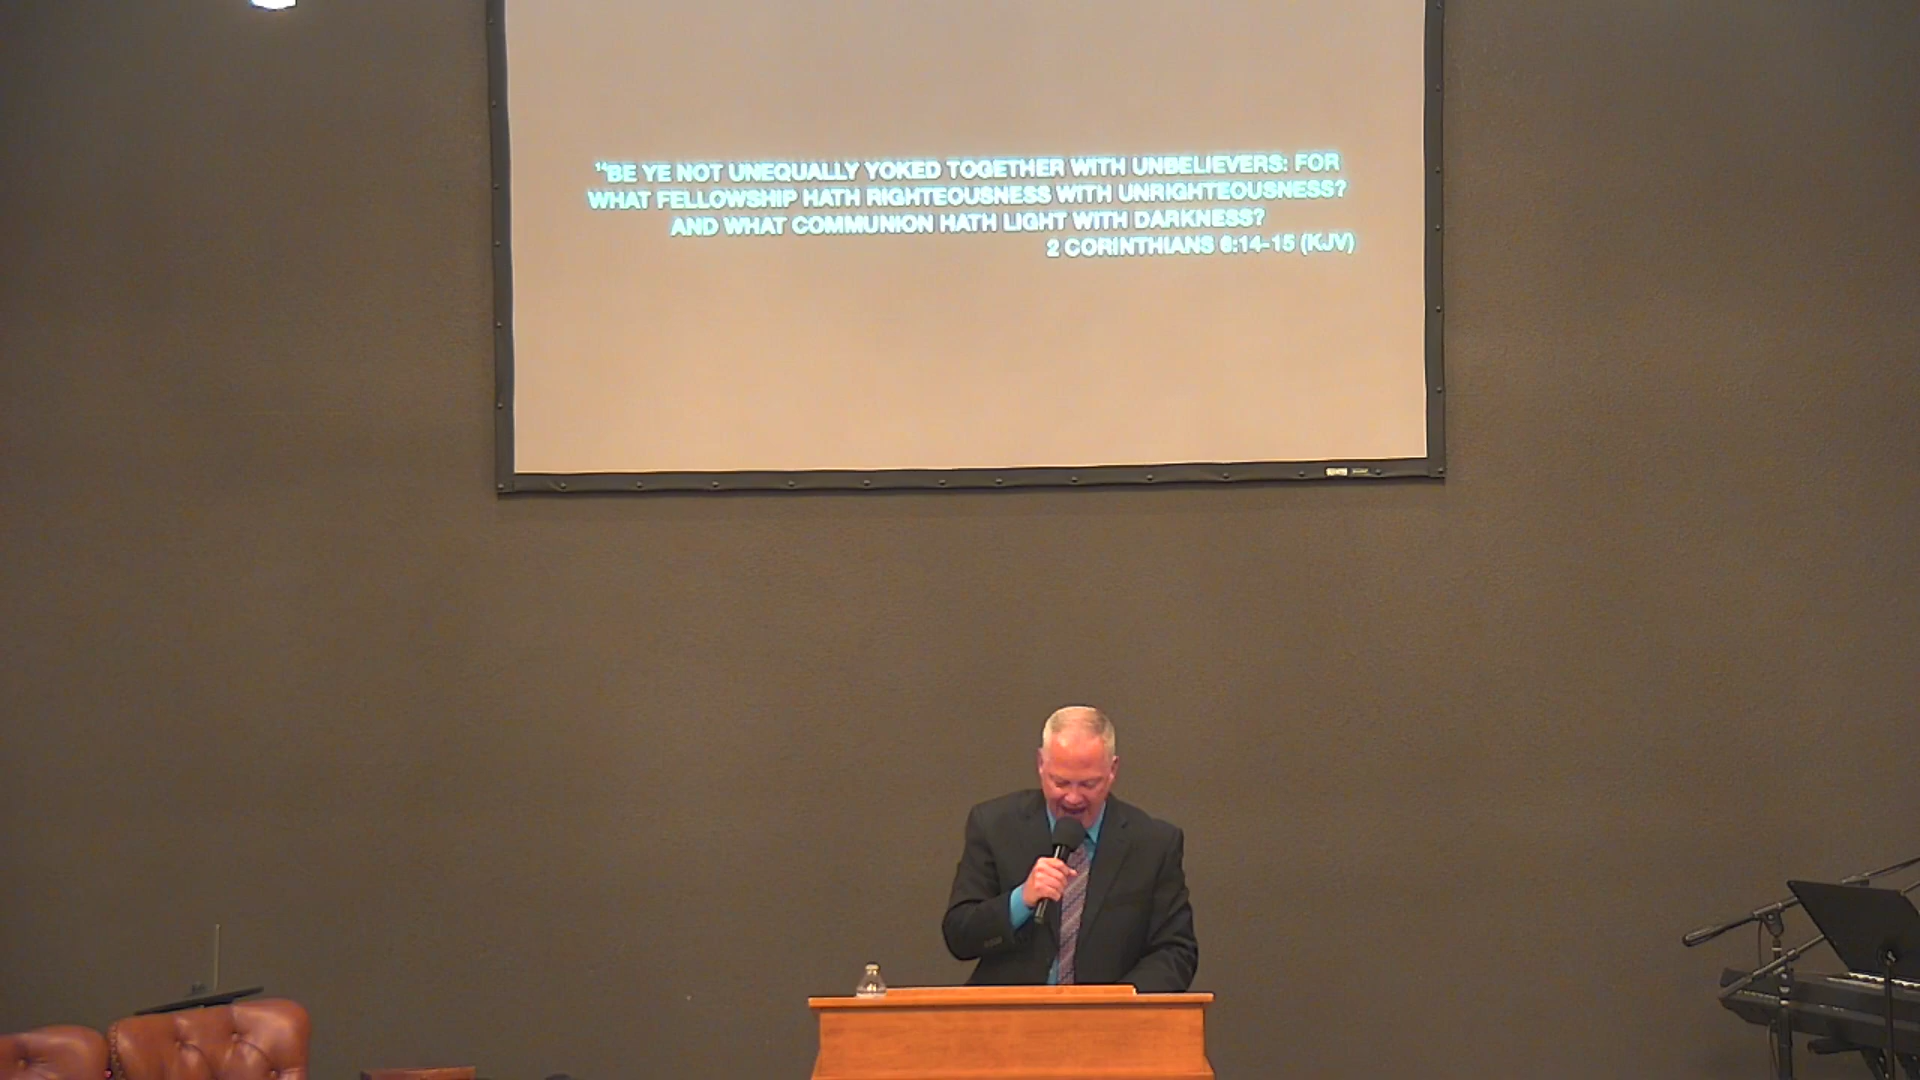 ¹⁴BE YE NOT UNEQUALLY YOKED TOGETHER WITH UNBELIEVERS: FOR
WHAT FELLOWSHIP HATH RIGHTEOUSNESS WITH UNRIGHTEOUSNESS?
AND WHAT COMMUNION HATH LIGHT WITH DARKNESS?
2 CORINTHIANS 6:14-15 (KJV)